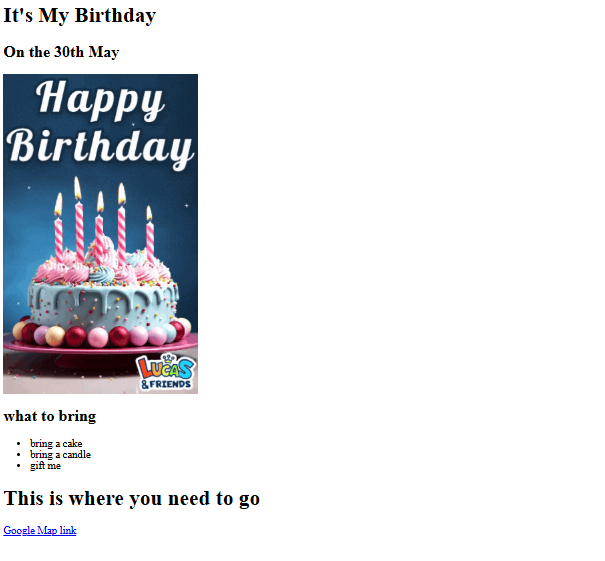 It's My Birthday
On the 30th May
Happy
Birthday
LUCAS
& FRIENDS
what to bring
bring a cake
bring a candle
gift me
This is where you need to go
Google Map link